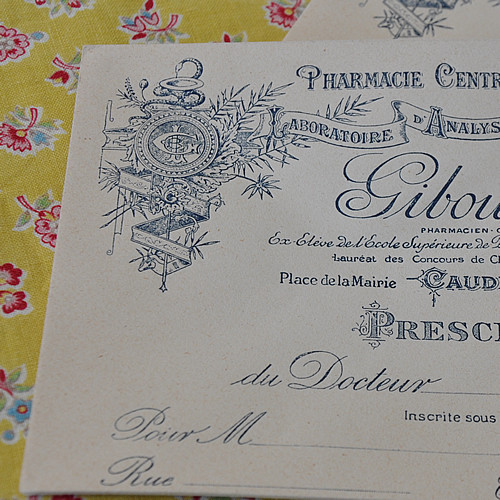 PHARMACIE CENTR
LABORATOIRE D'ANALYS
Gibou
PHARMACIEN-
Ex Elève de l'Ecole Supérieure de
Lauréat des Concours de
Place de la Mairie CAUD
PRESC
du Docteur
Inscrite sous
Pour M
Rue